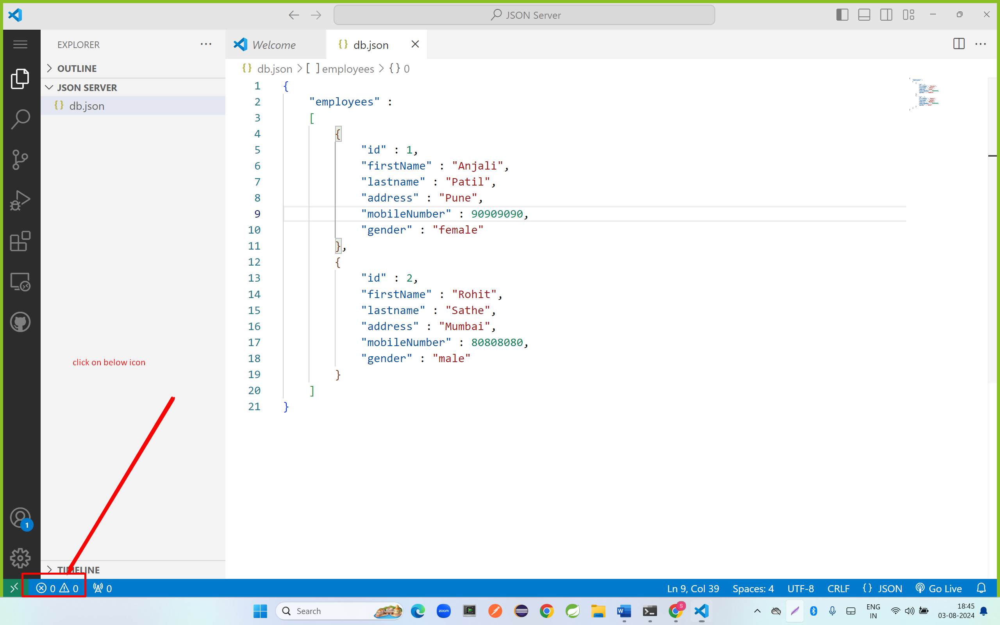 JSON Server
EXPLORER
OUTLINE
JSON SERVER
{} db.json
click on below icon
TIMELINE
Welcome
{} db.json
{} db.json > [ ] employees > {} 0
1 {
2 "employees" :
3 [
4 {
5 "id" : 1,
6 "firstName" : "Anjali",
7 "lastname" : "Patil",
8 "address" : "Pune",
9 "mobileNumber" : 90909090,
10 "gender" : "female"
11 },
12 {
13 "id" : 2,
14 "firstName" : "Rohit",
15 "lastname" : "Sathe",
16 "address" : "Mumbai",
17 "mobileNumber" : 80808080,
18 "gender" : "male"
19 }
20 ]
21 }
1
0 0 0
Ln 9, Col 39 Spaces: 4 UTF-8 CRLF {} JSON Go Live
Search
zoom
S
ENG
IN
18:45
03-08-2024